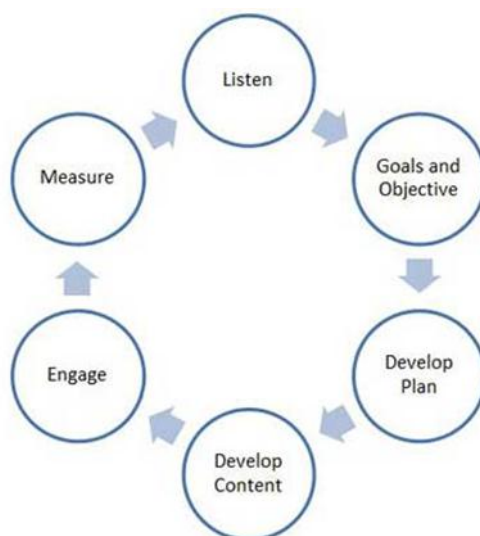 Listen
Goals and
Objective
Develop
Plan
Develop
Content
Engage
Measure